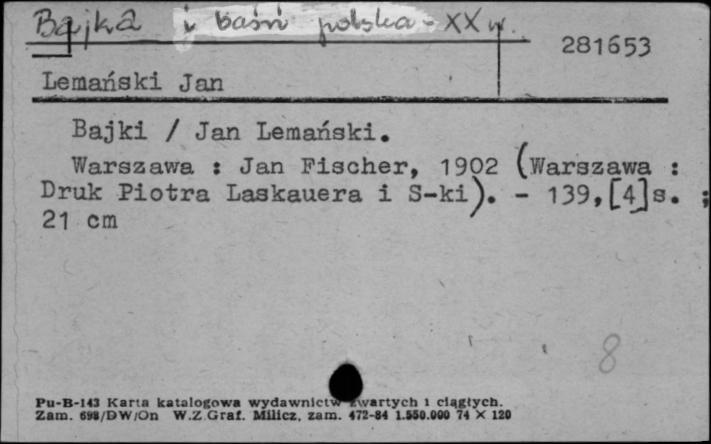 Bajka i baśń polska - XX w.
281653
Lemański Jan
Bajki / Jan Lemański.
Warszawa : Jan Fischer, 1902 (Warszawa :
Druk Piotra Laskauera i S-ki). - 139,[4]s. ;
21 cm
8
Pu-B-143 Karta katalogowa wydawnictw zwartych i ciągłych.
Zam. 698/DW/On W.Z.Graf. Milicz, zam. 472-84 1.550.000 74 × 120